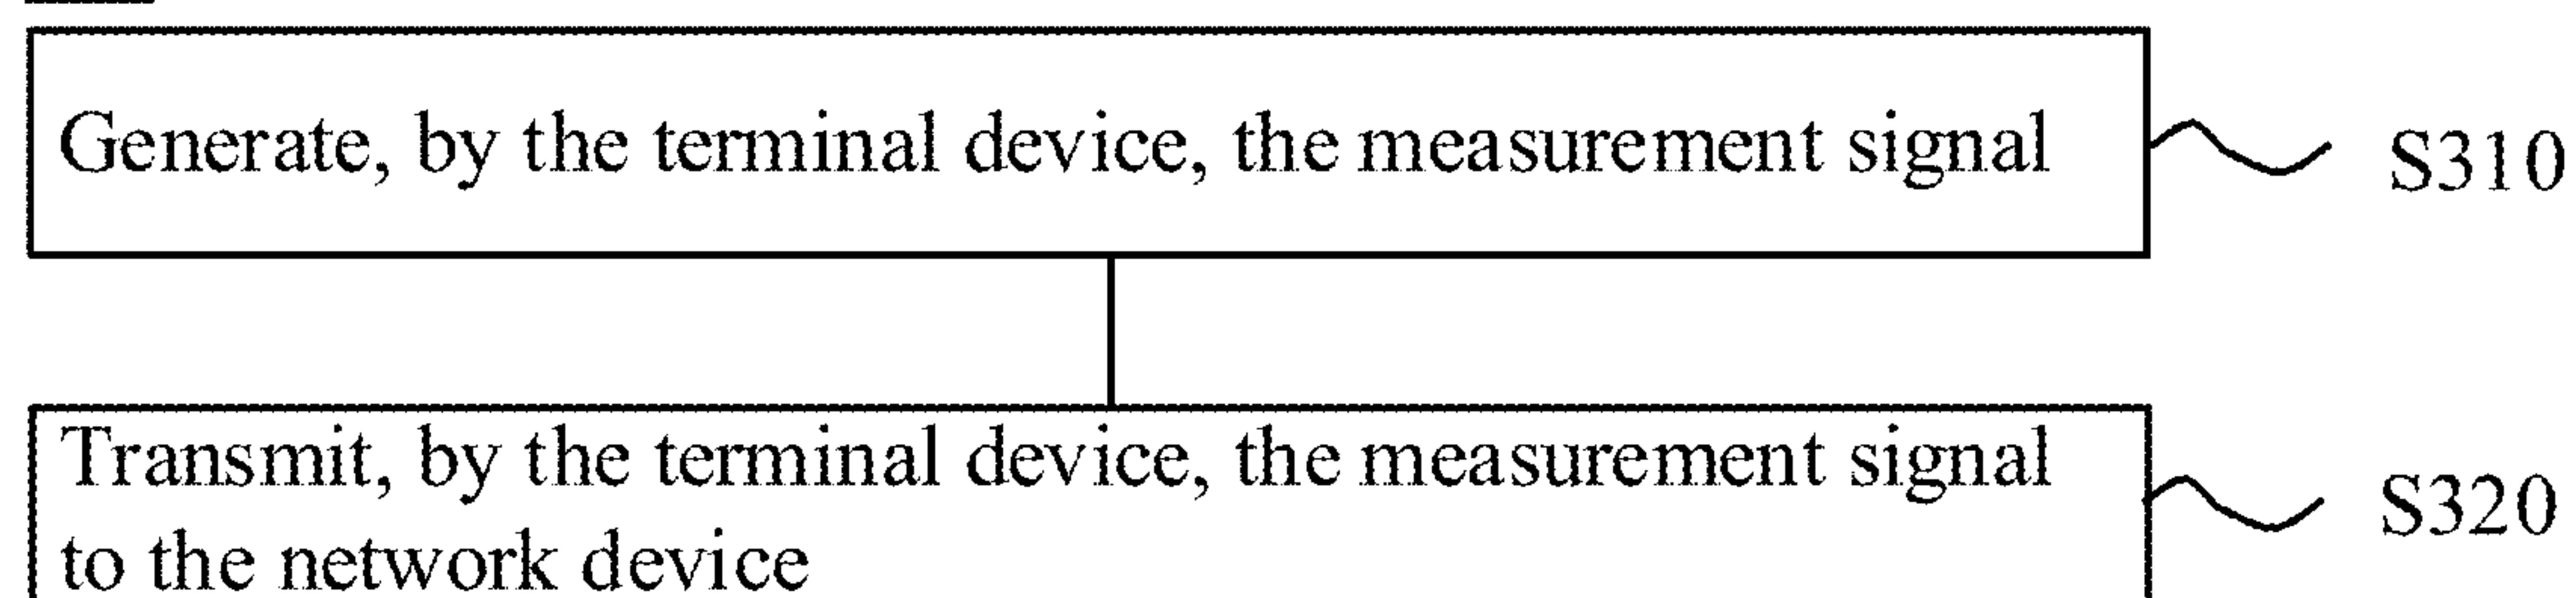 Generate, by the terminal device, the measurement signal
S310
Transmit, by the terminal device, the measurement signal
to the network device
S320